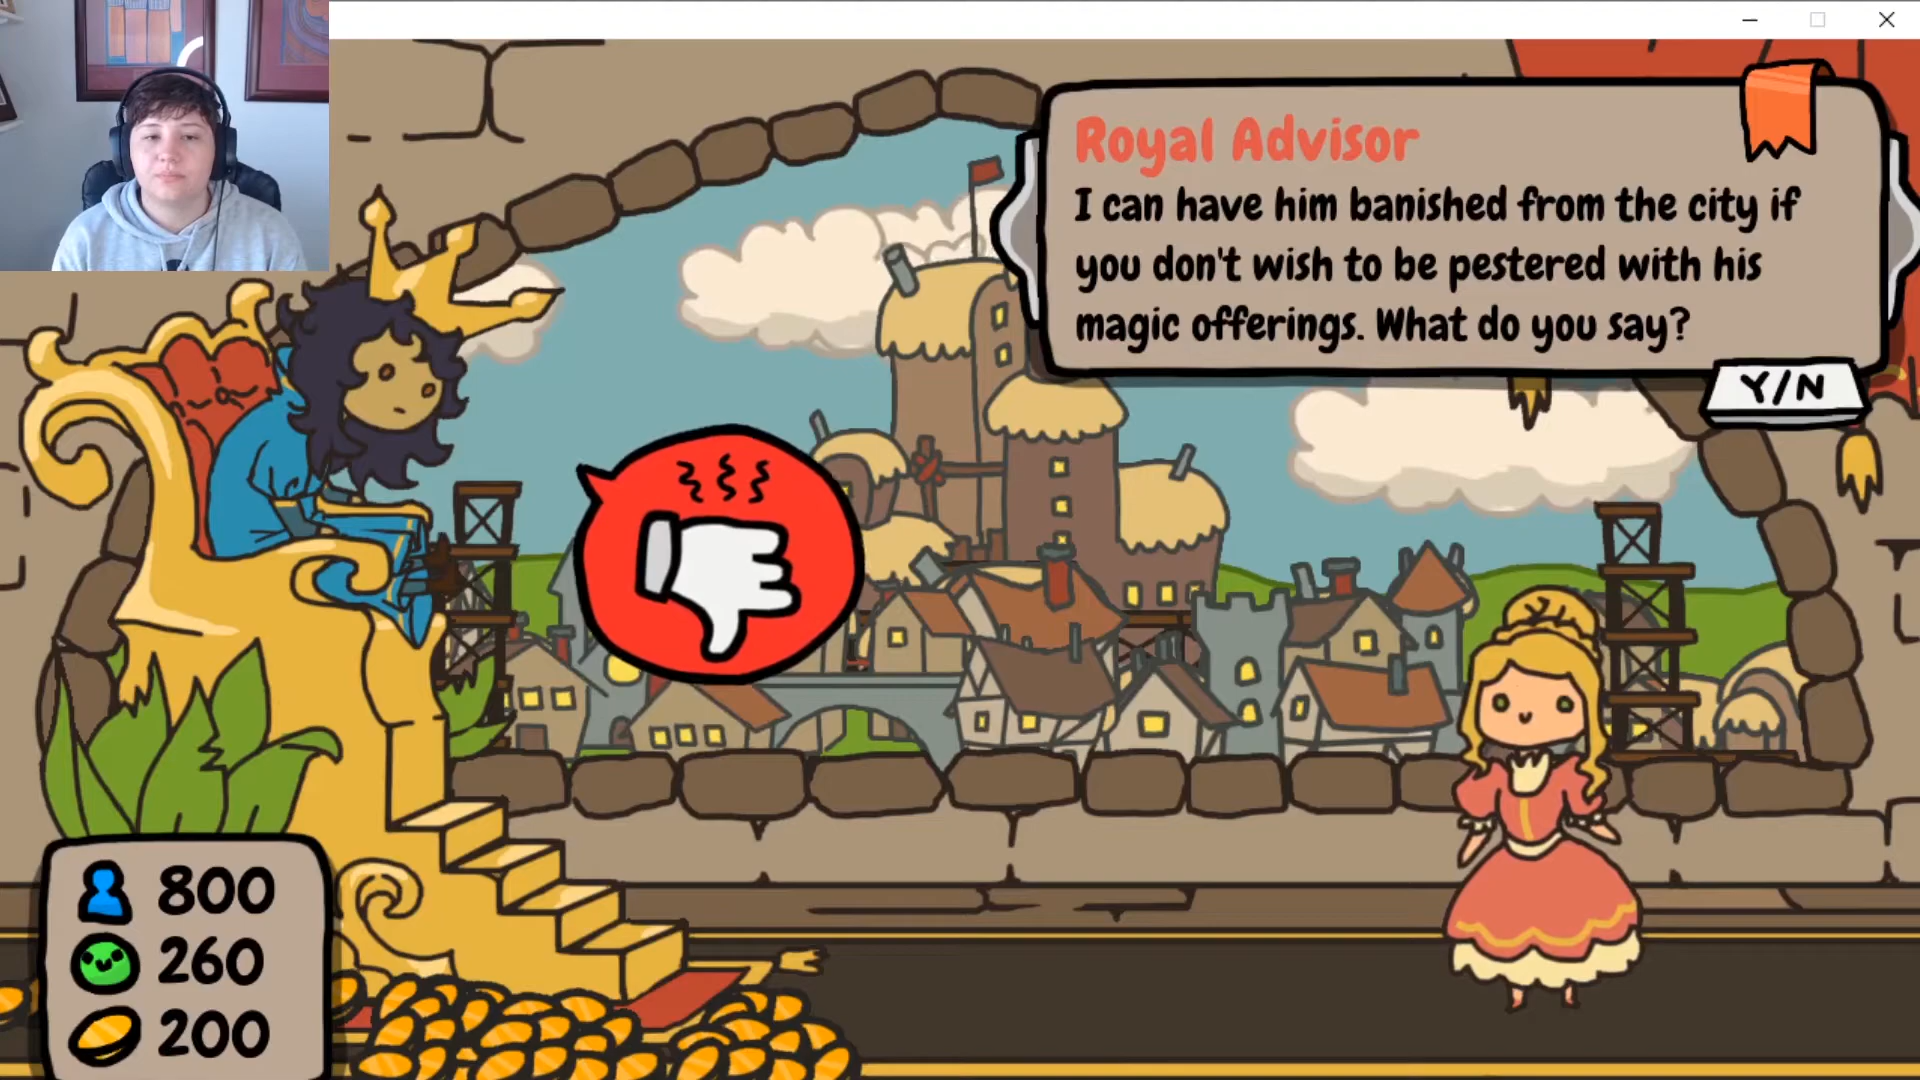 Royal Advisor
I can have him banished from the city if
you don't wish to be pestered with his
magic offerings. What do you say?
Y/N
800
260
200